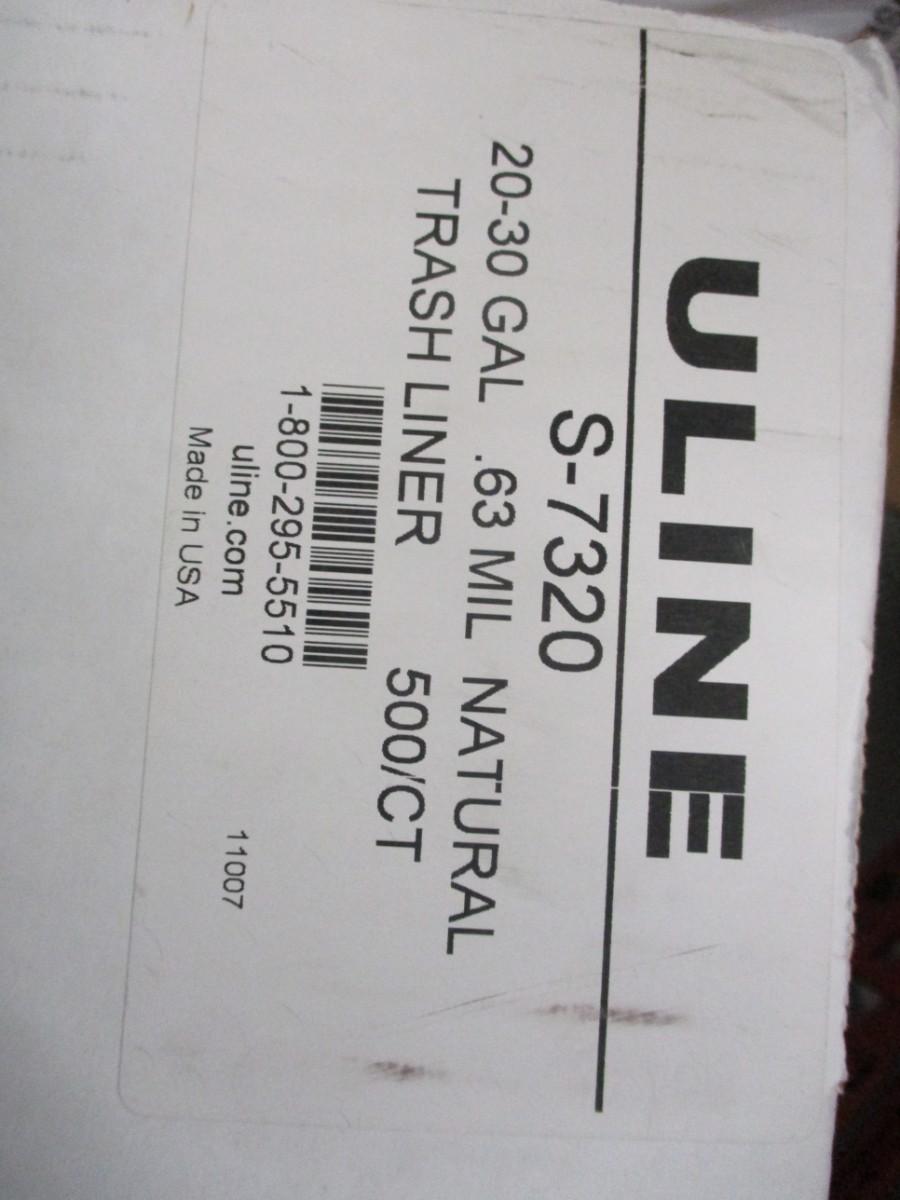 ULINE
S-7320
20-30 GAL .63 MIL NATURAL
TRASH LINER 500/CT
1-800-295-5510
uline.com
11007
Made in USA